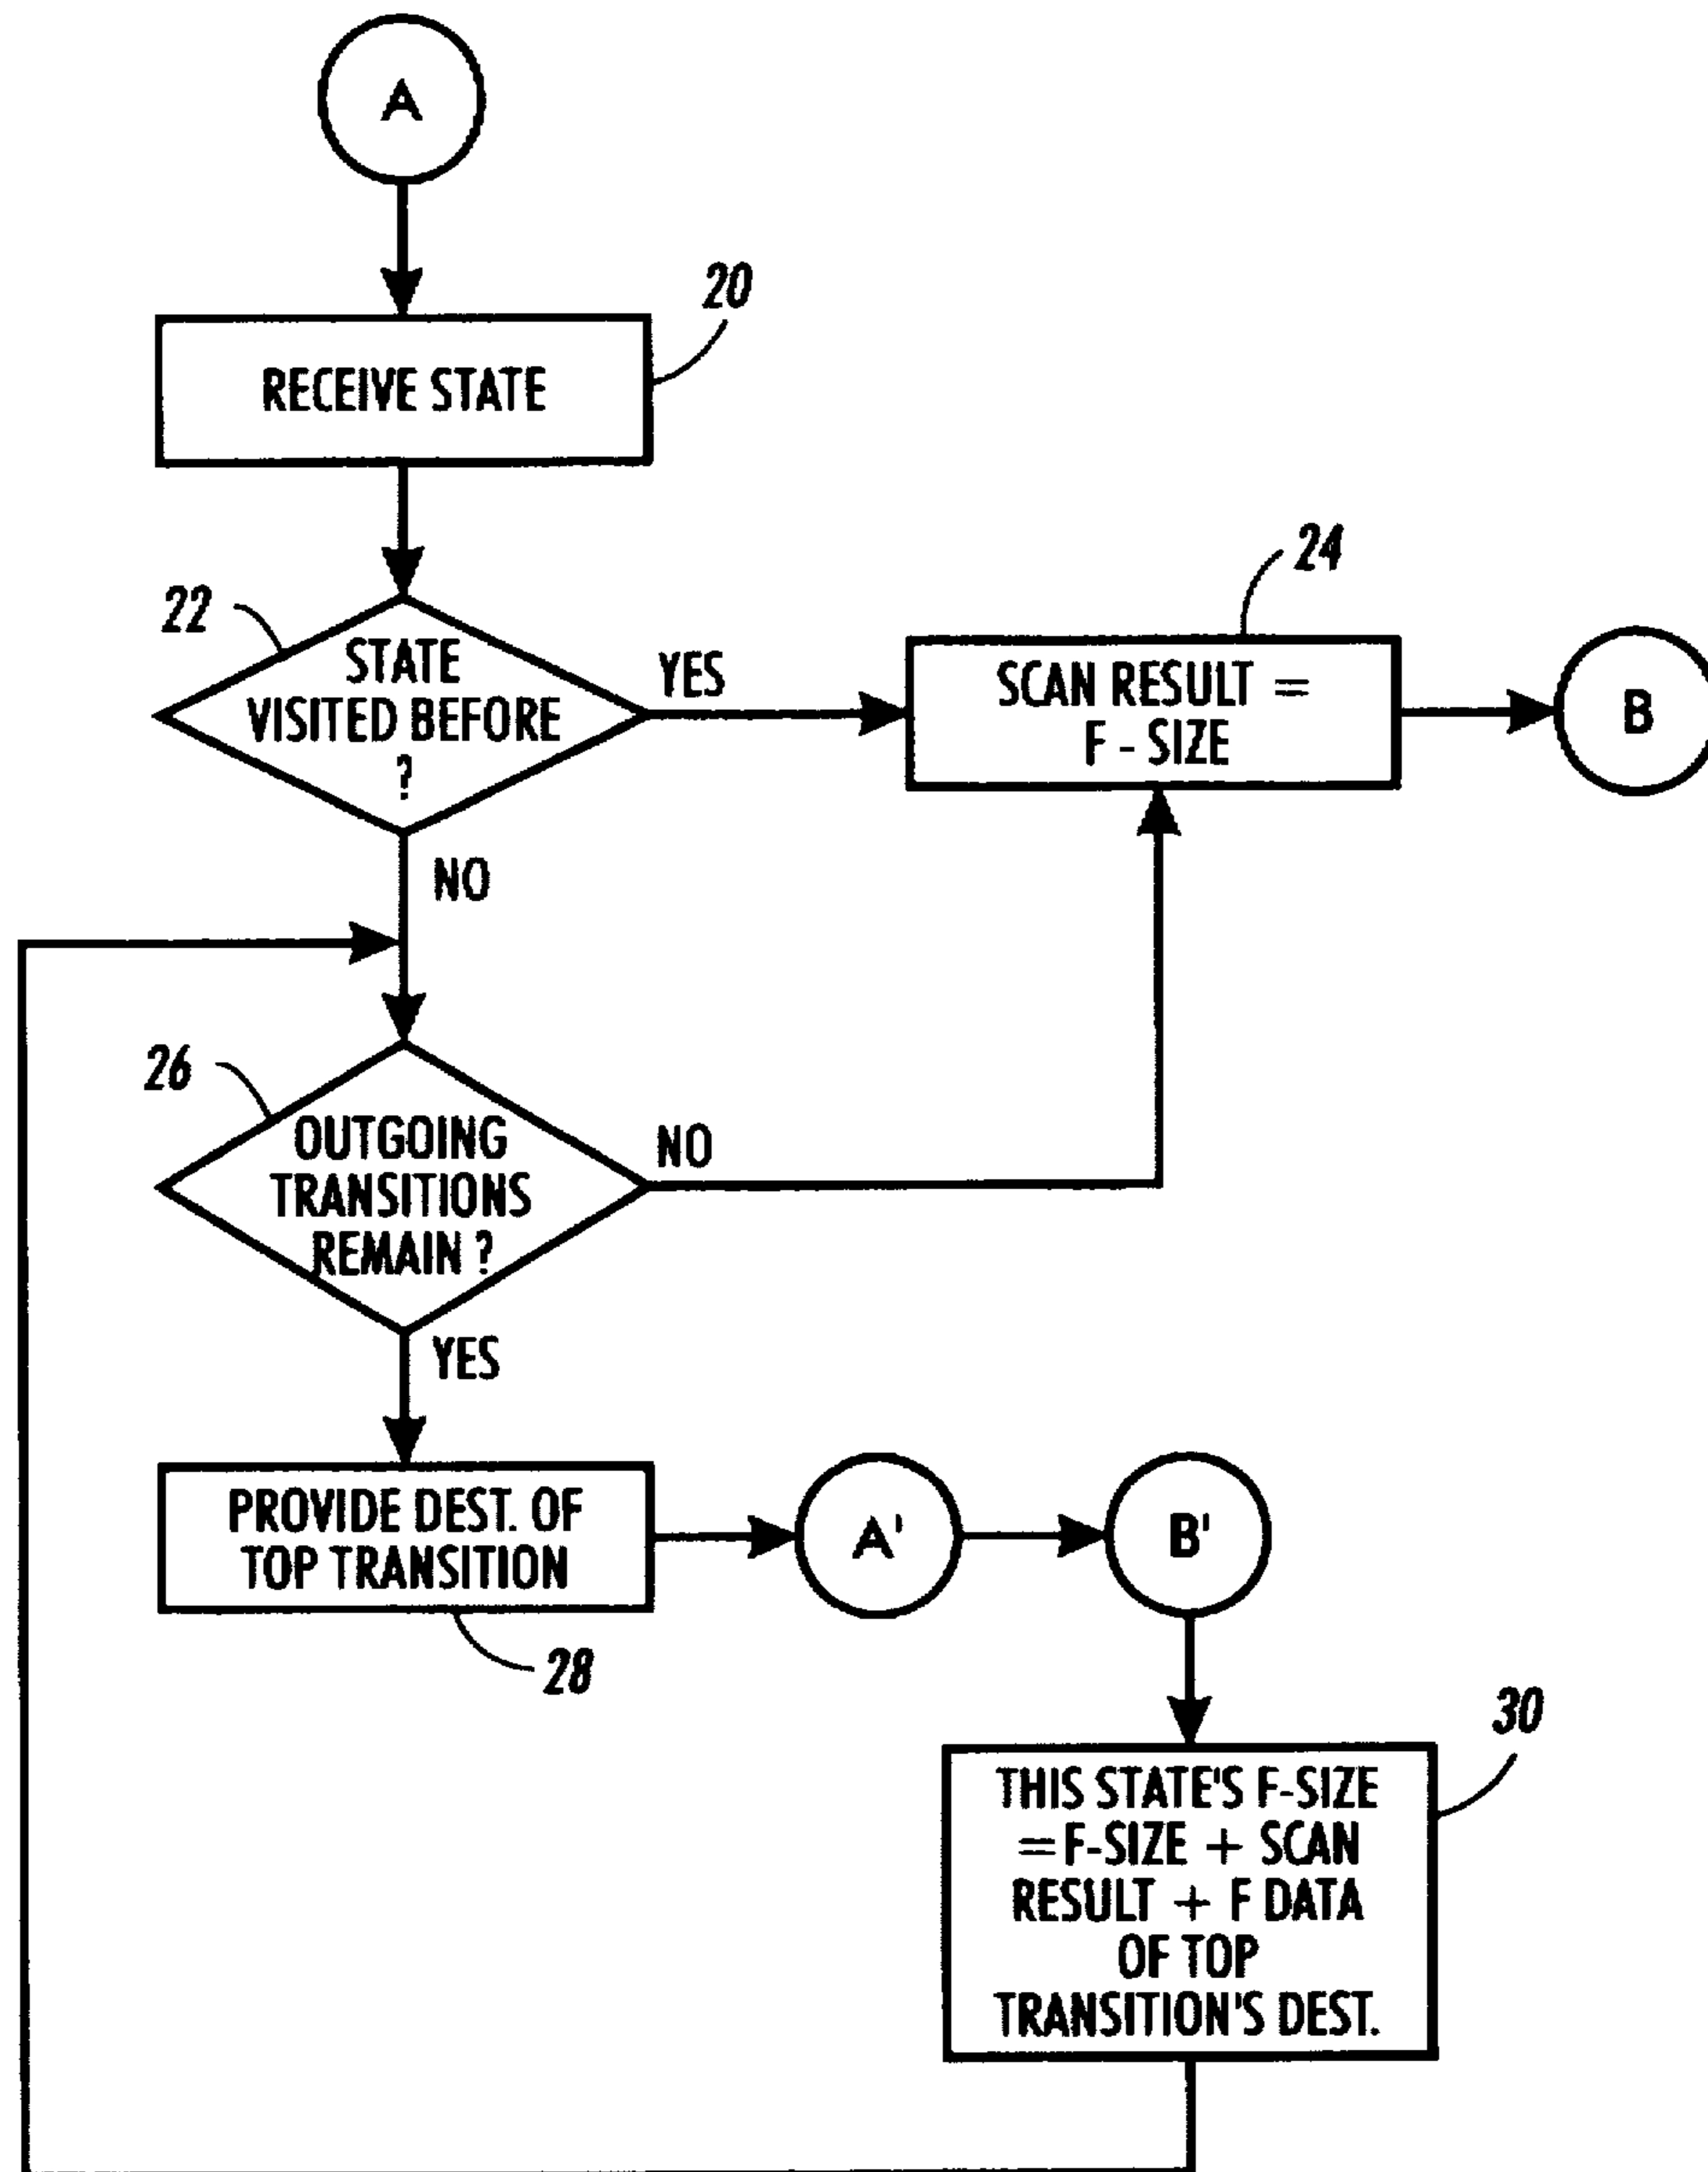 A
20
RECEIVE STATE
22
STATE
VISITED BEFORE
?
YES
24
SCAN RESULT =
F - SIZE
B
NO
26
OUTGOING
TRANSITIONS
REMAIN ?
NO
YES
PROVIDE DEST. OF
TOP TRANSITION
28
A'
B'
30
THIS STATE'S F-SIZE
=F-SIZE + SCAN
RESULT + F DATA
OF TOP
TRANSITION'S DEST.